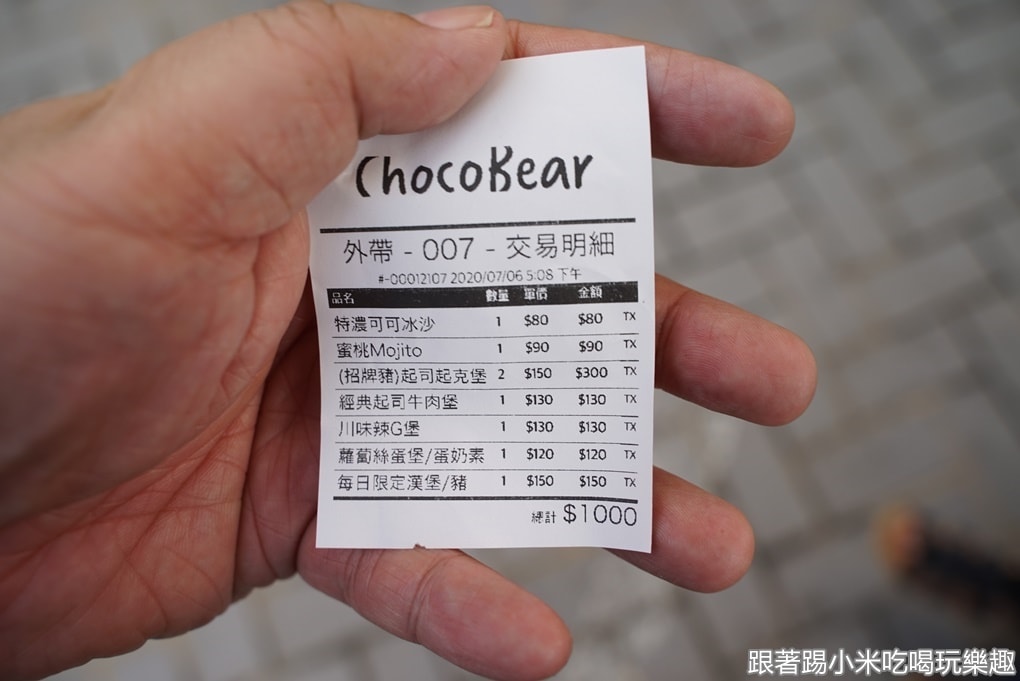 ChocoBear
外帶 - 007 - 交易明細
#-00012107 2020/07/06 5:08 下午
品名 數量 單價 金額
特濃可可冰沙 1 $80 $80 TX
蜜桃Mojito 1 $90 $90 TX
(招牌豬)起司起克堡 2 $150 $300 TX
經典起司牛肉堡 1 $130 $130 TX
川味辣G堡 1 $130 $130 TX
蘿蔔絲蛋堡/蛋奶素 1 $120 $120 TX
每日限定漢堡/豬 1 $150 $150 TX
總計 $1000
跟著踢小米吃喝玩樂趣